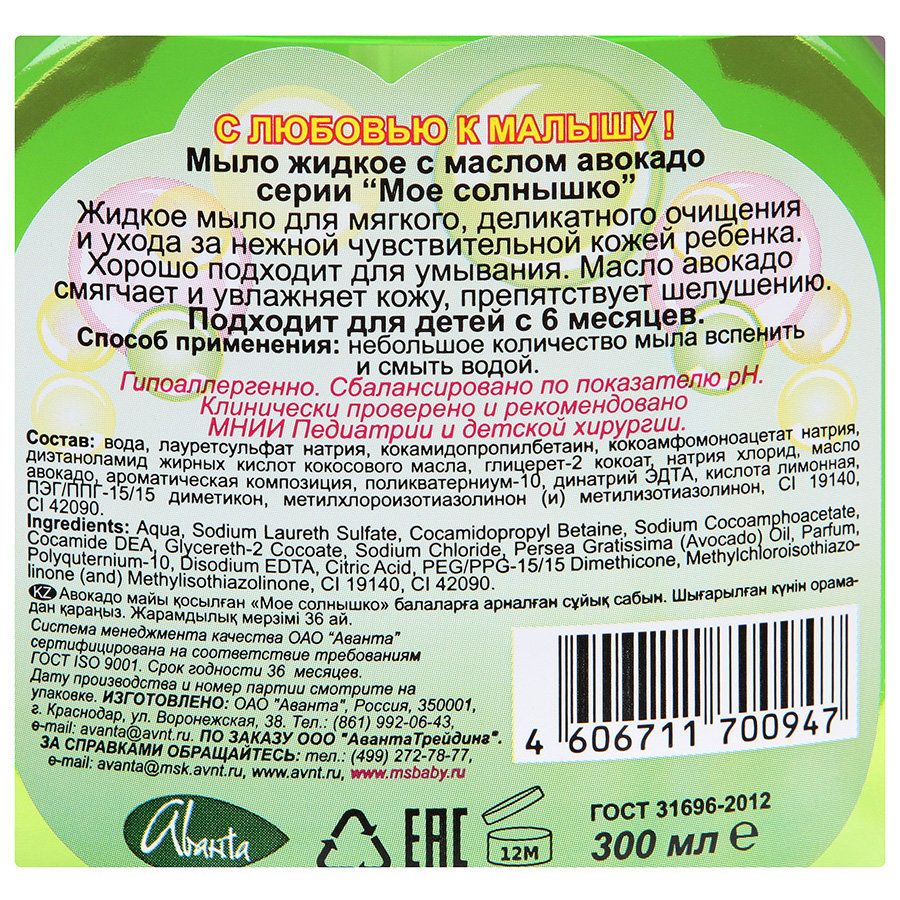 С ЛЮБОВЬЮ К МАЛЫШУ !
Мыло жидкое с маслом авокадо
серии “Мое солнышко”
Жидкое мыло для мягкого, деликатного очищения
и ухода за нежной чувствительной кожей ребенка.
Хорошо подходит для умывания. Масло авокадо
смягчает и увлажняет кожу, препятствует шелушению.
Подходит для детей с 6 месяцев.
Способ применения: небольшое количество мыла вспенить
и смыть водой.
Гипоаллергенно. Сбалансировано по показателю pH.
Клинически проверено и рекомендовано
МНИИ Педиатрии и детской хирургии.
Состав: вода, лауретсульфат натрия, кокамидопропилбетаин, кокоамфомоноацетат натрия,
диэтаноламид жирных кислот кокосового масла, глицерет-2 кокоат, натрия хлорид, масло
авокадо, ароматическая композиция, поликватерниум-10, динатрий ЭДТА, кислота лимонная,
ПЭГ/ППГ-15/15 диметикон, метилхлороизотиазолинон (и) метилизотиазолинон, CI 19140,
CI 42090.
Ingredients: Aqua, Sodium Laureth Sulfate, Cocamidopropyl Betaine, Sodium Cocoamphoacetate,
Cocamide DEA, Glycereth-2 Cocoate, Sodium Chloride, Persea Gratissima (Avocado) Oil, Parfum,
Polyquternium-10, Disodium EDTA, Citric Acid, PEG/PPG-15/15 Dimethicone, Methylchloroisothiazo-
linone (and) Methylisothiazolinone, CI 19140, CI 42090.
KZ Авокадо майы қосылған «Мое солнышко» балаларға арналған сұйық сабын. Шығарылған күнін орама-
дан қараңыз. Жарамдылық мерзімі 36 ай.
Система менеджмента качества ОАО “Аванта”
сертифицирована на соответствие требованиям
ГОСТ ISO 9001. Срок годности 36 месяцев.
Дату производства и номер партии смотрите на
упаковке. ИЗГОТОВЛЕНО: ОАО "Аванта", Россия, 350001,
г. Краснодар, ул. Воронежская, 38. Тел.: (861) 992-06-43,
e-mail: avanta@avnt.ru. ПО ЗАКАЗУ ООО "АвантаТрейдинг".
ЗА СПРАВКАМИ ОБРАЩАЙТЕСЬ: тел.: (499) 272-78-77,
e-mail: avanta@msk.avnt.ru, www.avnt.ru, www.msbaby.ru
4 606711 700947
Avanta
EAC
12M
ГОСТ 31696-2012
300 мл ℮